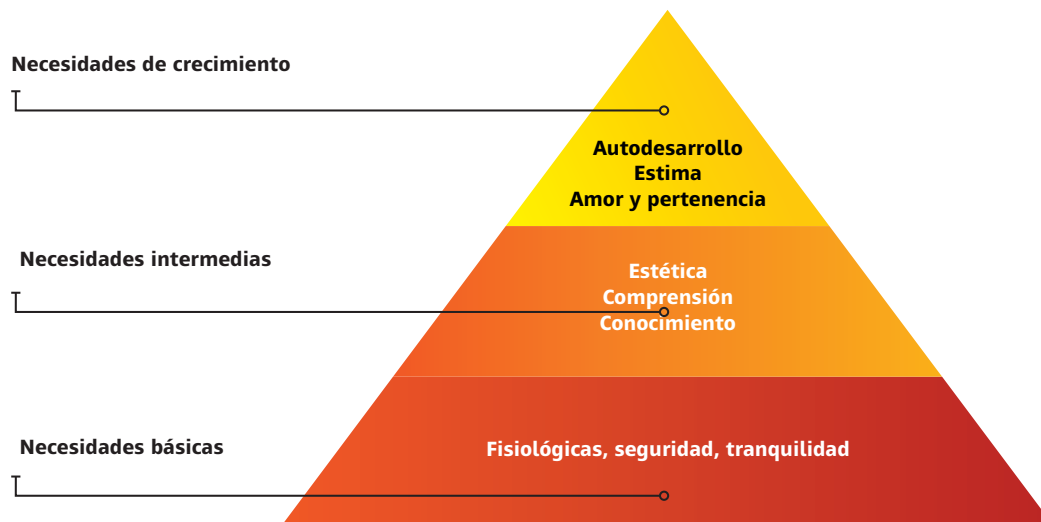 Necesidades de crecimiento
Autodesarrollo
Estima
Amor y pertenencia
Necesidades intermedias
Estética
Comprensión
Conocimiento
Necesidades básicas
Fisiológicas, seguridad, tranquilidad